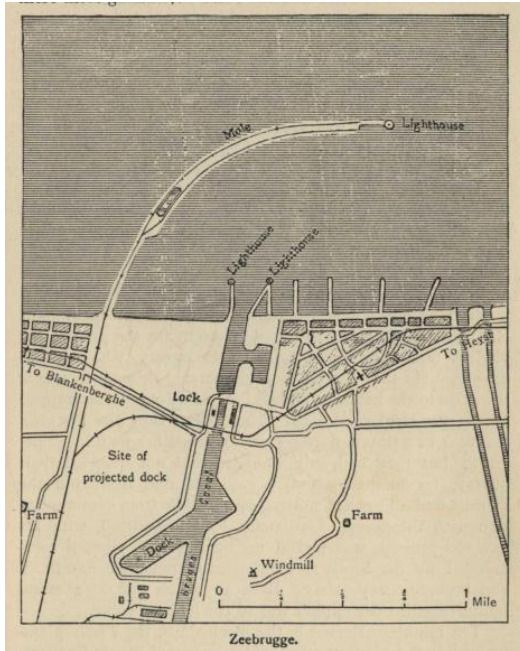 Mole
Lighthouse
Lighthouse
Lighthouse
To Heyst
To Blankenberghe
Lock
Site of
projected dock
Canal
Farm
Farm
Dock
Windmill
Bruges
0
1
Mile
Zeebrugge.